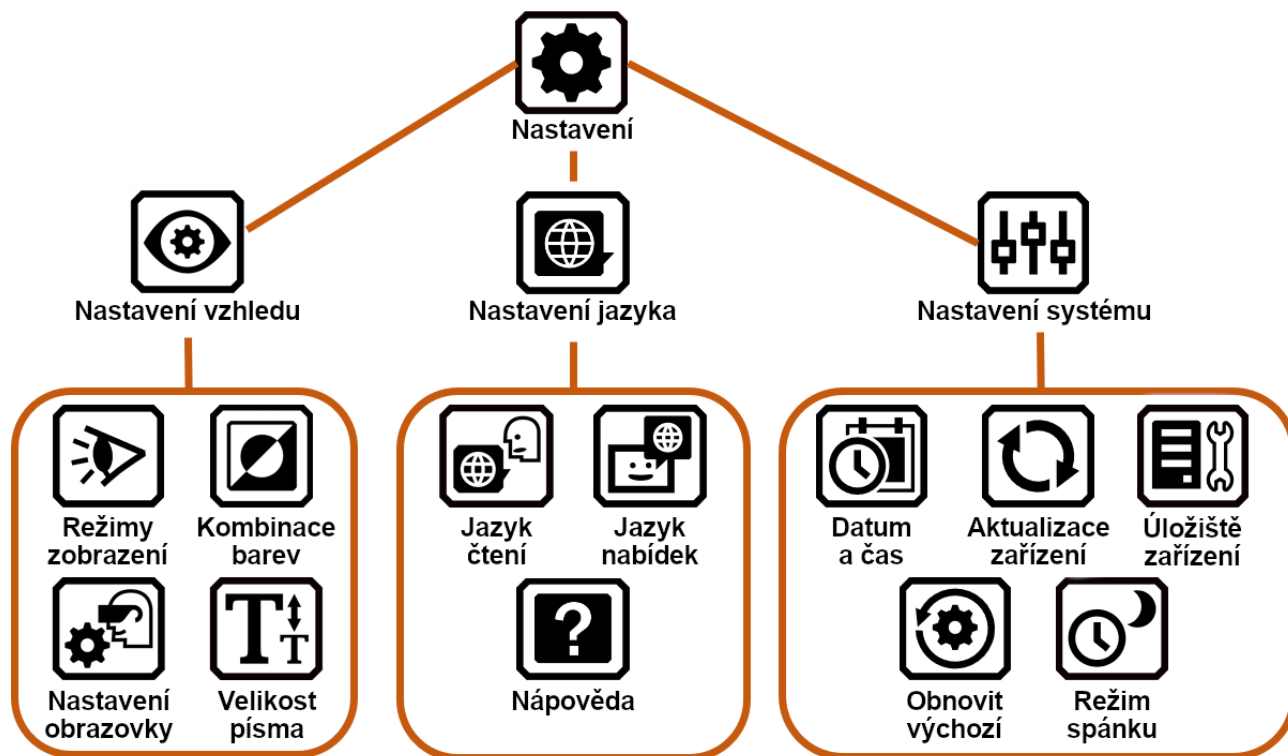 Nastavení
Nastavení vzhledu
Nastavení jazyka
Nastavení systému
Režimy
zobrazení
Kombinace
barev
Nastavení
obrazovky
Velikost
písma
Jazyk
čtení
Jazyk
nabídek
Nápověda
Datum
a čas
Aktualizace
zařízení
Úložiště
zařízení
Obnovit
výchozí
Režim
spánku